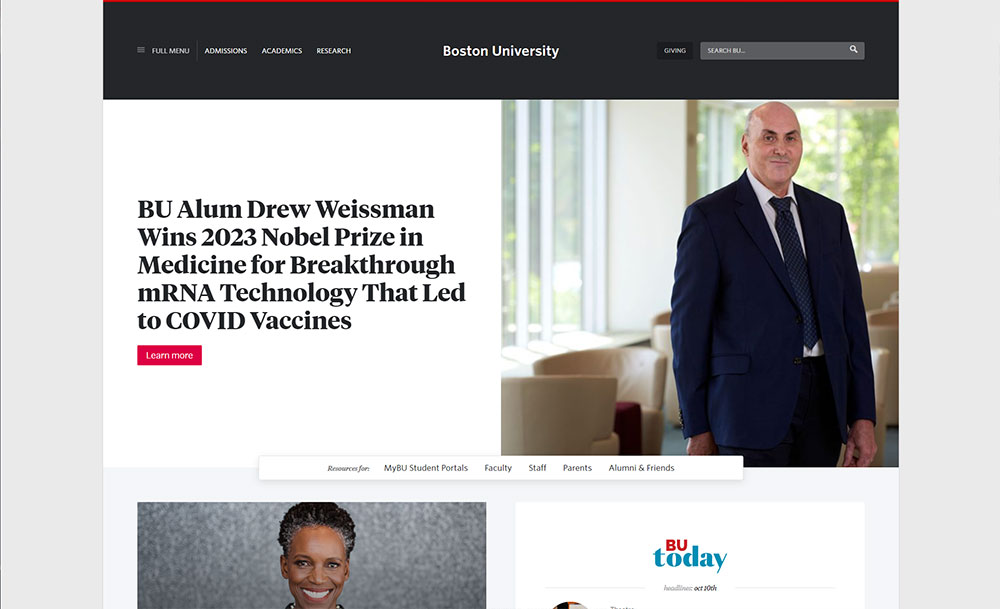 FULL MENU
ADMISSIONS
ACADEMICS
RESEARCH
Boston University
GIVING
SEARCH BU...
BU Alum Drew Weissman
Wins 2023 Nobel Prize in
Medicine for Breakthrough
mRNA Technology That Led
to COVID Vaccines
Learn more
Resources for:
MyBU Student Portals
Faculty
Staff
Parents
Alumni & Friends
BU
today
headlines: oct 10th
Theater